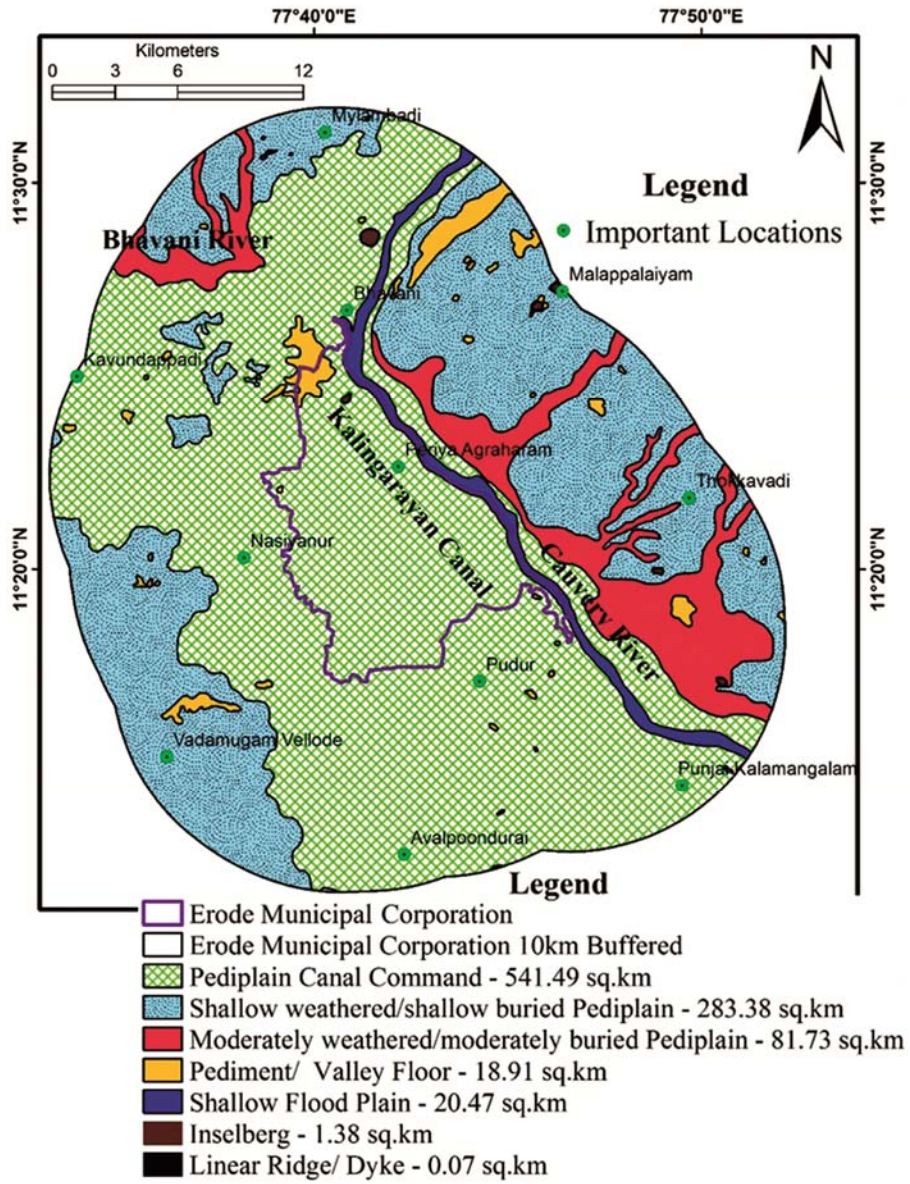 77°40'0"E 77°50'0"E
Kilometers
0 3 6 12
N
Mylambadi
11°30'0"N 11°30'0"N
Legend
Important Locations
Bhavani River
Malappalaiyam
Bhavani
Kavundappadi
Kalingarayan Canal
Periya Agraharam
Thokkavadi
Nasiyanur
11°20'0"N 11°20'0"N
Cauvery River
Pudur
Vadamugam Vellode
Punjai Kalamangalam
Avalpoondurai
Legend
Erode Municipal Corporation
Erode Municipal Corporation 10km Buffered
Pediplain Canal Command - 541.49 sq.km
Shallow weathered/shallow buried Pediplain - 283.38 sq.km
Moderately weathered/moderately buried Pediplain - 81.73 sq.km
Pediment/ Valley Floor - 18.91 sq.km
Shallow Flood Plain - 20.47 sq.km
Inselberg - 1.38 sq.km
Linear Ridge/ Dyke - 0.07 sq.km